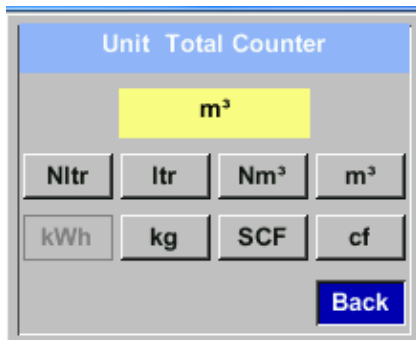 Unit Total Counter
m³
Nltr ltr Nm³ m³
kWh kg SCF cf
Back